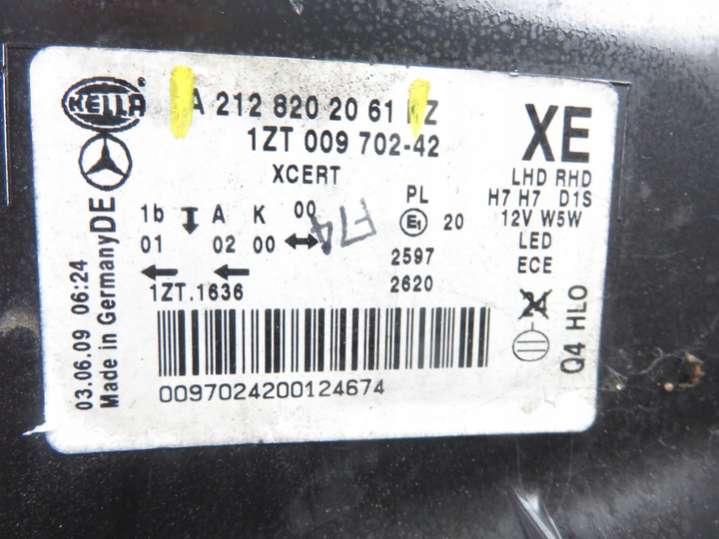 HELLA
A 212 820 20 61 KZ
1ZT 009 702-42
XCERT
XE
LHD RHD
H7 H7 D1S
12V W5W
LED
ECE
1b A K 00
01 02 00
F74
PL
E1 20
2597
2620
1ZT.1636
0097024200124674
03.06.09 06:24
Made in Germany DE
Q4 HLO